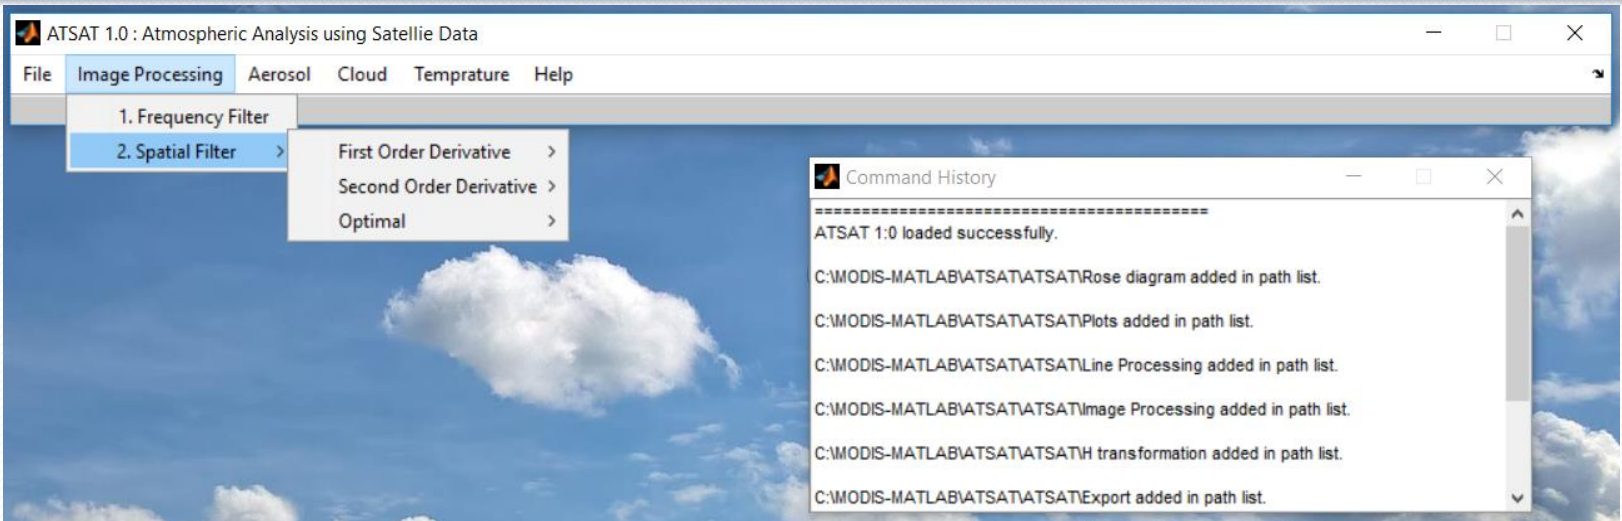 ATSAT 1.0 : Atmospheric Analysis using Satellie Data
File Image Processing Aerosol Cloud Temprature Help
1. Frequency Filter
2. Spatial Filter >
First Order Derivative >
Second Order Derivative >
Optimal >
Command History
==========================================
ATSAT 1:0 loaded successfully.
C:\MODIS-MATLAB\ATSAT\ATSAT\Rose diagram added in path list.
C:\MODIS-MATLAB\ATSAT\ATSAT\Plots added in path list.
C:\MODIS-MATLAB\ATSAT\ATSAT\Line Processing added in path list.
C:\MODIS-MATLAB\ATSAT\ATSAT\Image Processing added in path list.
C:\MODIS-MATLAB\ATSAT\ATSAT\H transformation added in path list.
C:\MODIS-MATLAB\ATSAT\ATSAT\Export added in path list.